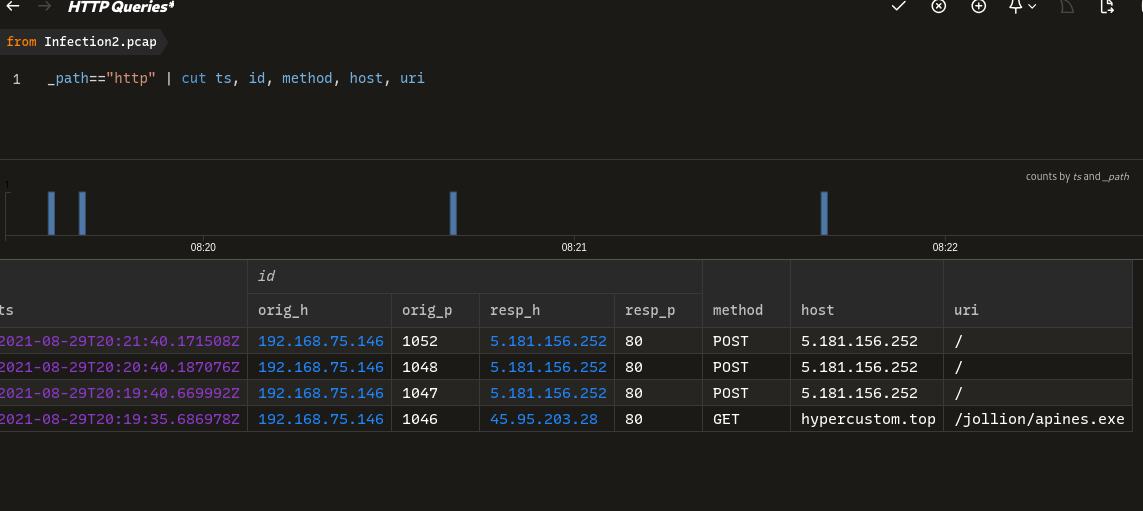 HTTP Queries*
from Infection2.pcap
1 _path=="http" | cut ts, id, method, host, uri
counts by ts and _path
1
08:20 08:21 08:22
id
ts orig_h orig_p resp_h resp_p method host uri
2021-08-29T20:21:40.171508Z 192.168.75.146 1052 5.181.156.252 80 POST 5.181.156.252 /
2021-08-29T20:20:40.187076Z 192.168.75.146 1048 5.181.156.252 80 POST 5.181.156.252 /
2021-08-29T20:19:40.669992Z 192.168.75.146 1047 5.181.156.252 80 POST 5.181.156.252 /
2021-08-29T20:19:35.686978Z 192.168.75.146 1046 45.95.203.28 80 GET hypercustom.top /jollion/apines.exe